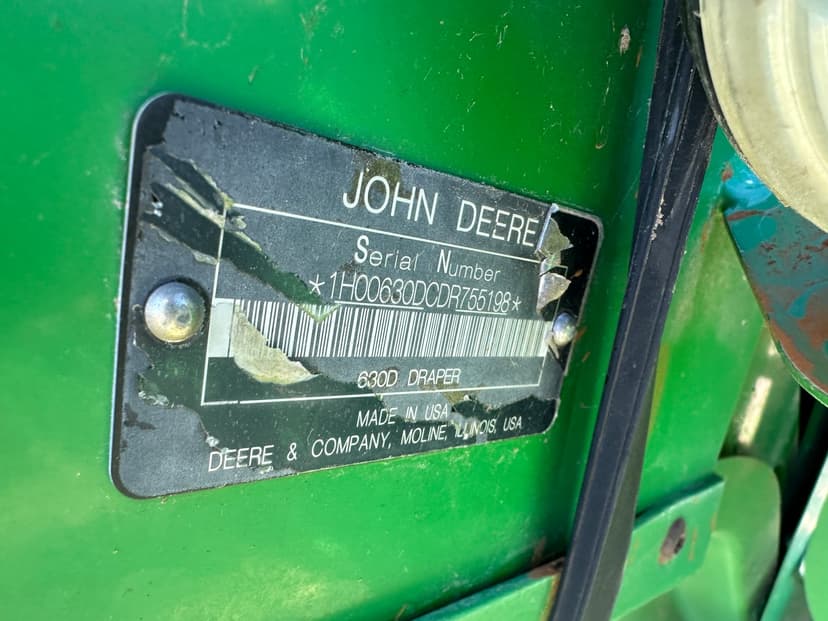 JOHN DEERE
Serial Number
*1H00630DCDR755198*
630D DRAPER
MADE IN USA
DEERE & COMPANY, MOLINE, ILLINOIS, USA